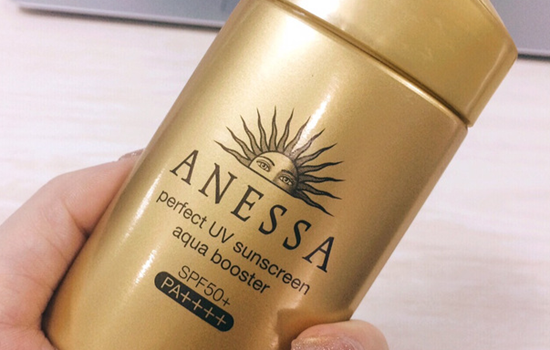 ANESSA
perfect UV sunscreen
aqua booster
SPF50+
PA++++